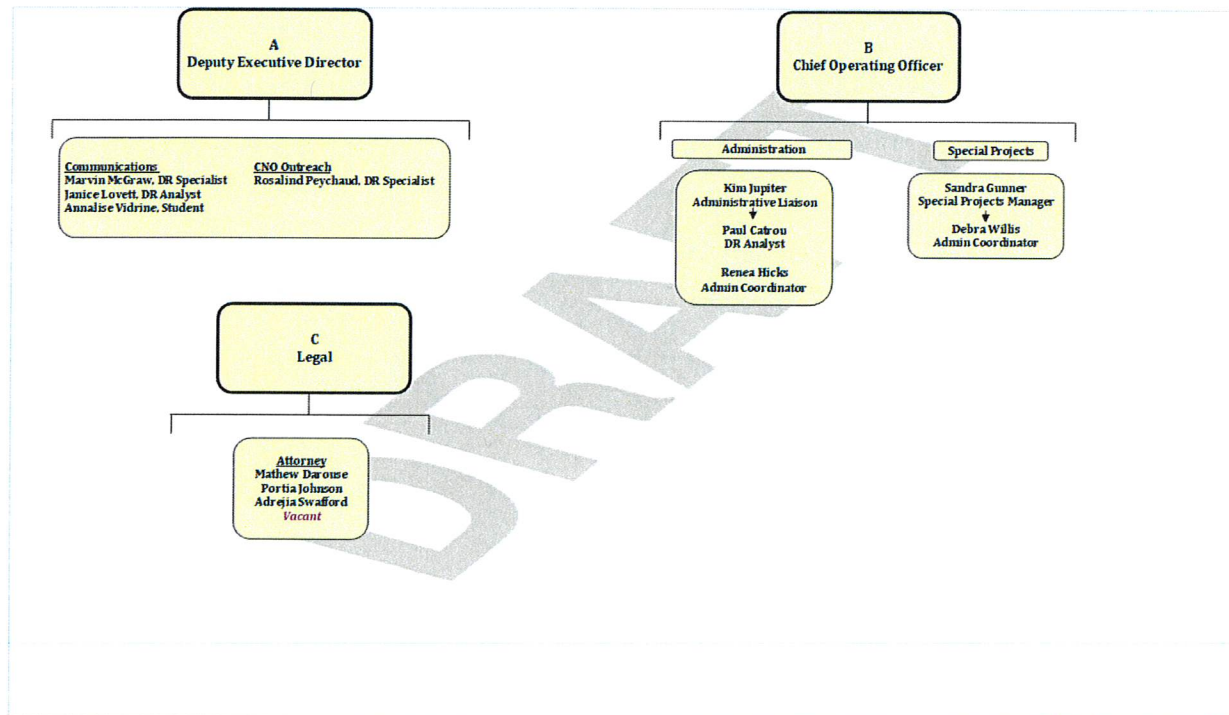 A
Deputy Executive Director
Communications
Marvin McGraw, DR Specialist
Janice Lovett, DR Analyst
Annalise Vidrine, Student
CNO Outreach
Rosalind Peychaud, DR Specialist
B
Chief Operating Officer
Administration
Kim Jupiter
Administrative Liaison
Paul Catrou
DR Analyst
Renea Hicks
Admin Coordinator
Special Projects
Sandra Gunner
Special Projects Manager
Debra Willis
Admin Coordinator
C
Legal
Attorney
Mathew Darouse
Portia Johnson
Adrejia Swafford
Vacant
DRAFT